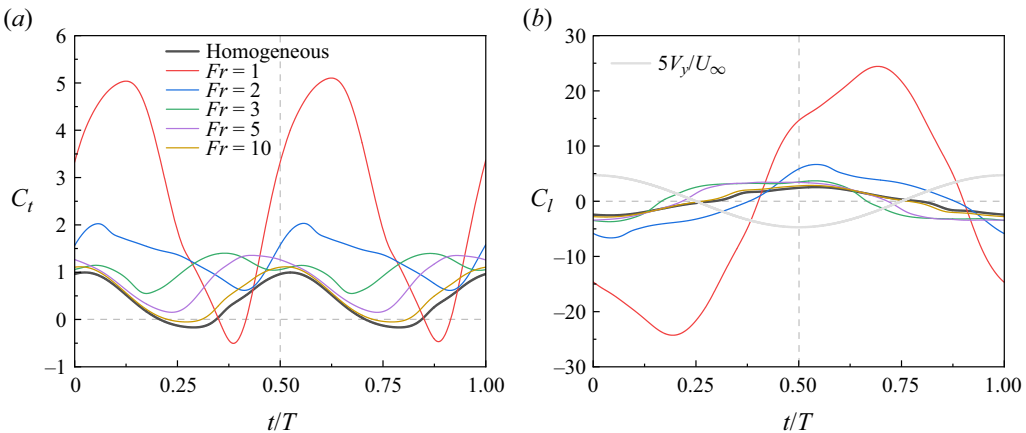 (a)
6
5
4
3
2
1
0
−1
C_t
Homogeneous
Fr = 1
Fr = 2
Fr = 3
Fr = 5
Fr = 10
0
0.25
0.50
0.75
1.00
t/T
(b)
30
20
10
0
−10
−20
−30
C_l
5V_y/U_∞
0
0.25
0.50
0.75
1.00
t/T